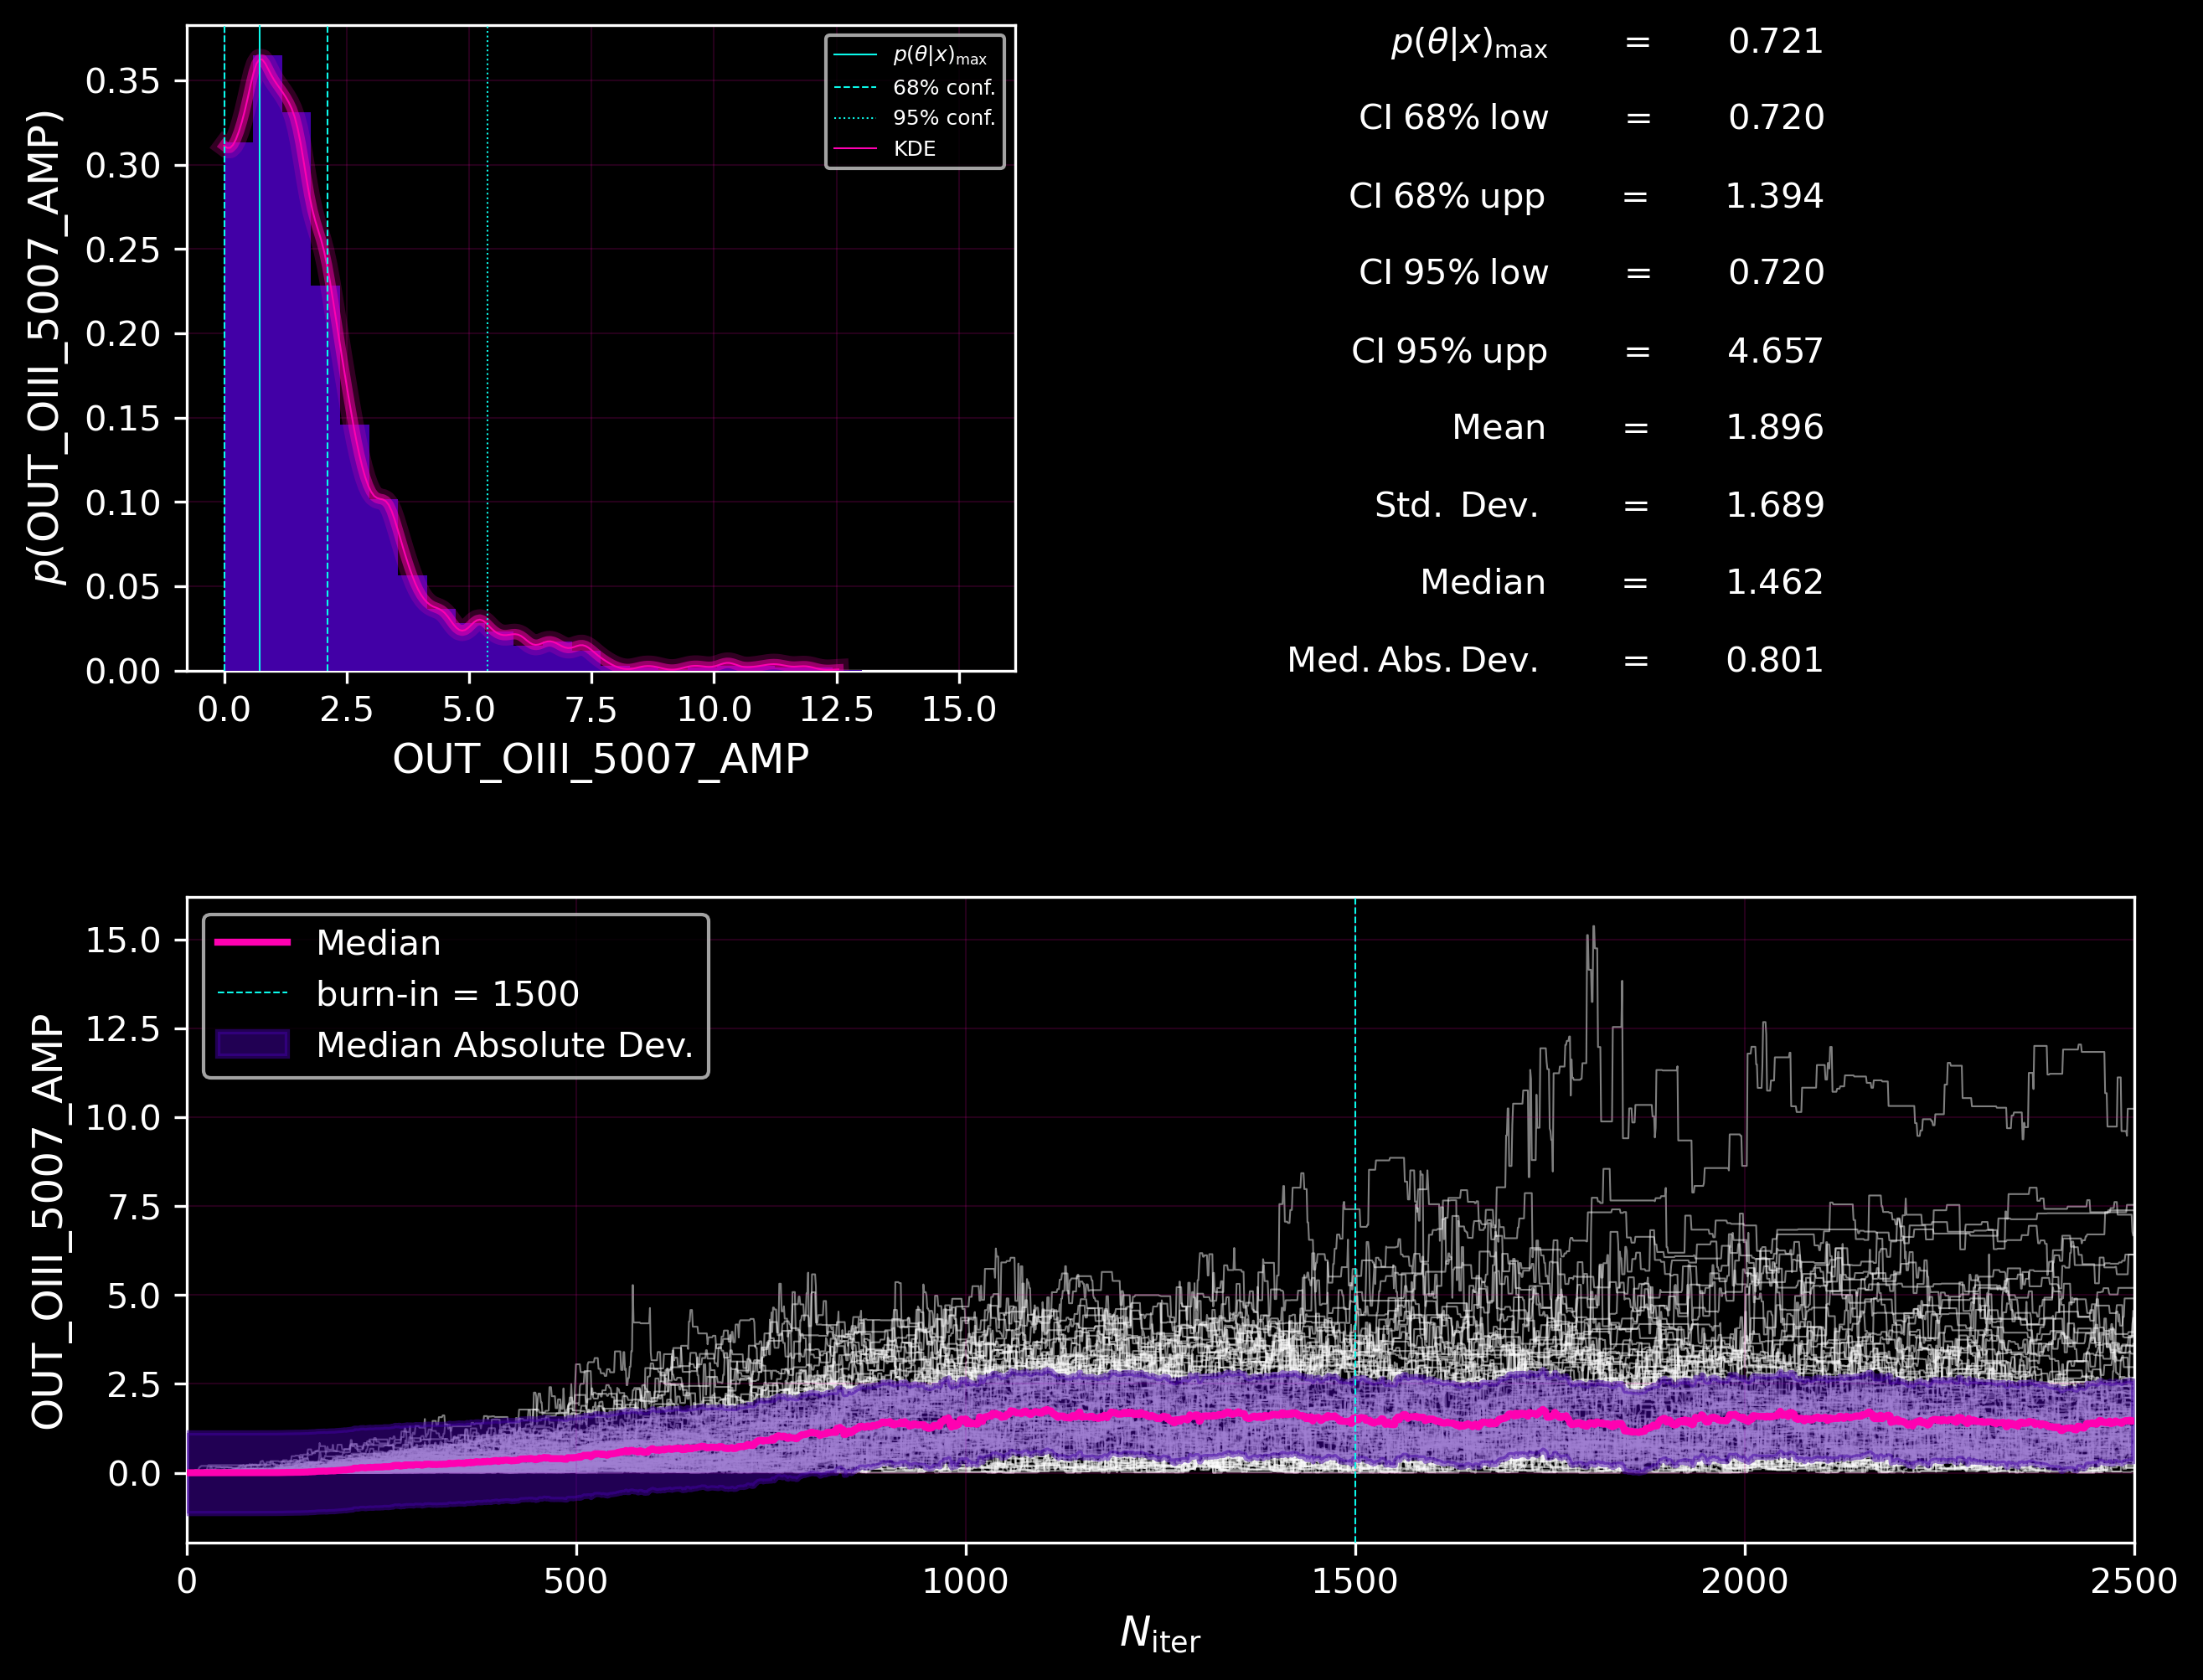 0.35
0.30
0.25
0.20
0.15
0.10
0.05
0.00
p(OUT_OIII_5007_AMP)
0.0 2.5 5.0 7.5 10.0 12.5 15.0
OUT_OIII_5007_AMP
p(θ|x)max
68% conf.
95% conf.
KDE
p(θ|x)max = 0.721
CI 68% low = 0.720
CI 68% upp = 1.394
CI 95% low = 0.720
CI 95% upp = 4.657
Mean = 1.896
Std. Dev. = 1.689
Median = 1.462
Med. Abs. Dev. = 0.801
15.0
12.5
10.0
7.5
5.0
2.5
0.0
OUT_OIII_5007_AMP
Median
burn-in = 1500
Median Absolute Dev.
0 500 1000 1500 2000 2500
Niter